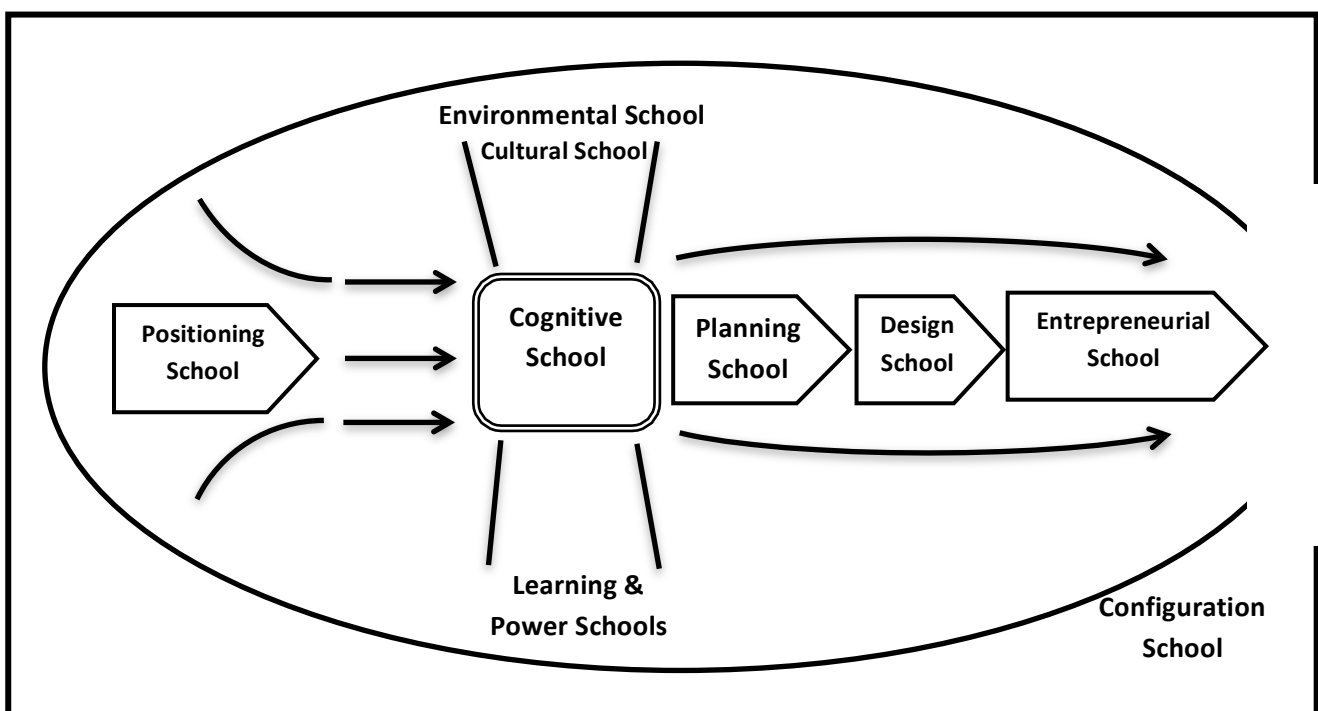 Environmental School
Cultural School
Positioning
School
Cognitive
School
Planning
School
Design
School
Entrepreneurial
School
Learning &
Power Schools
Configuration
School